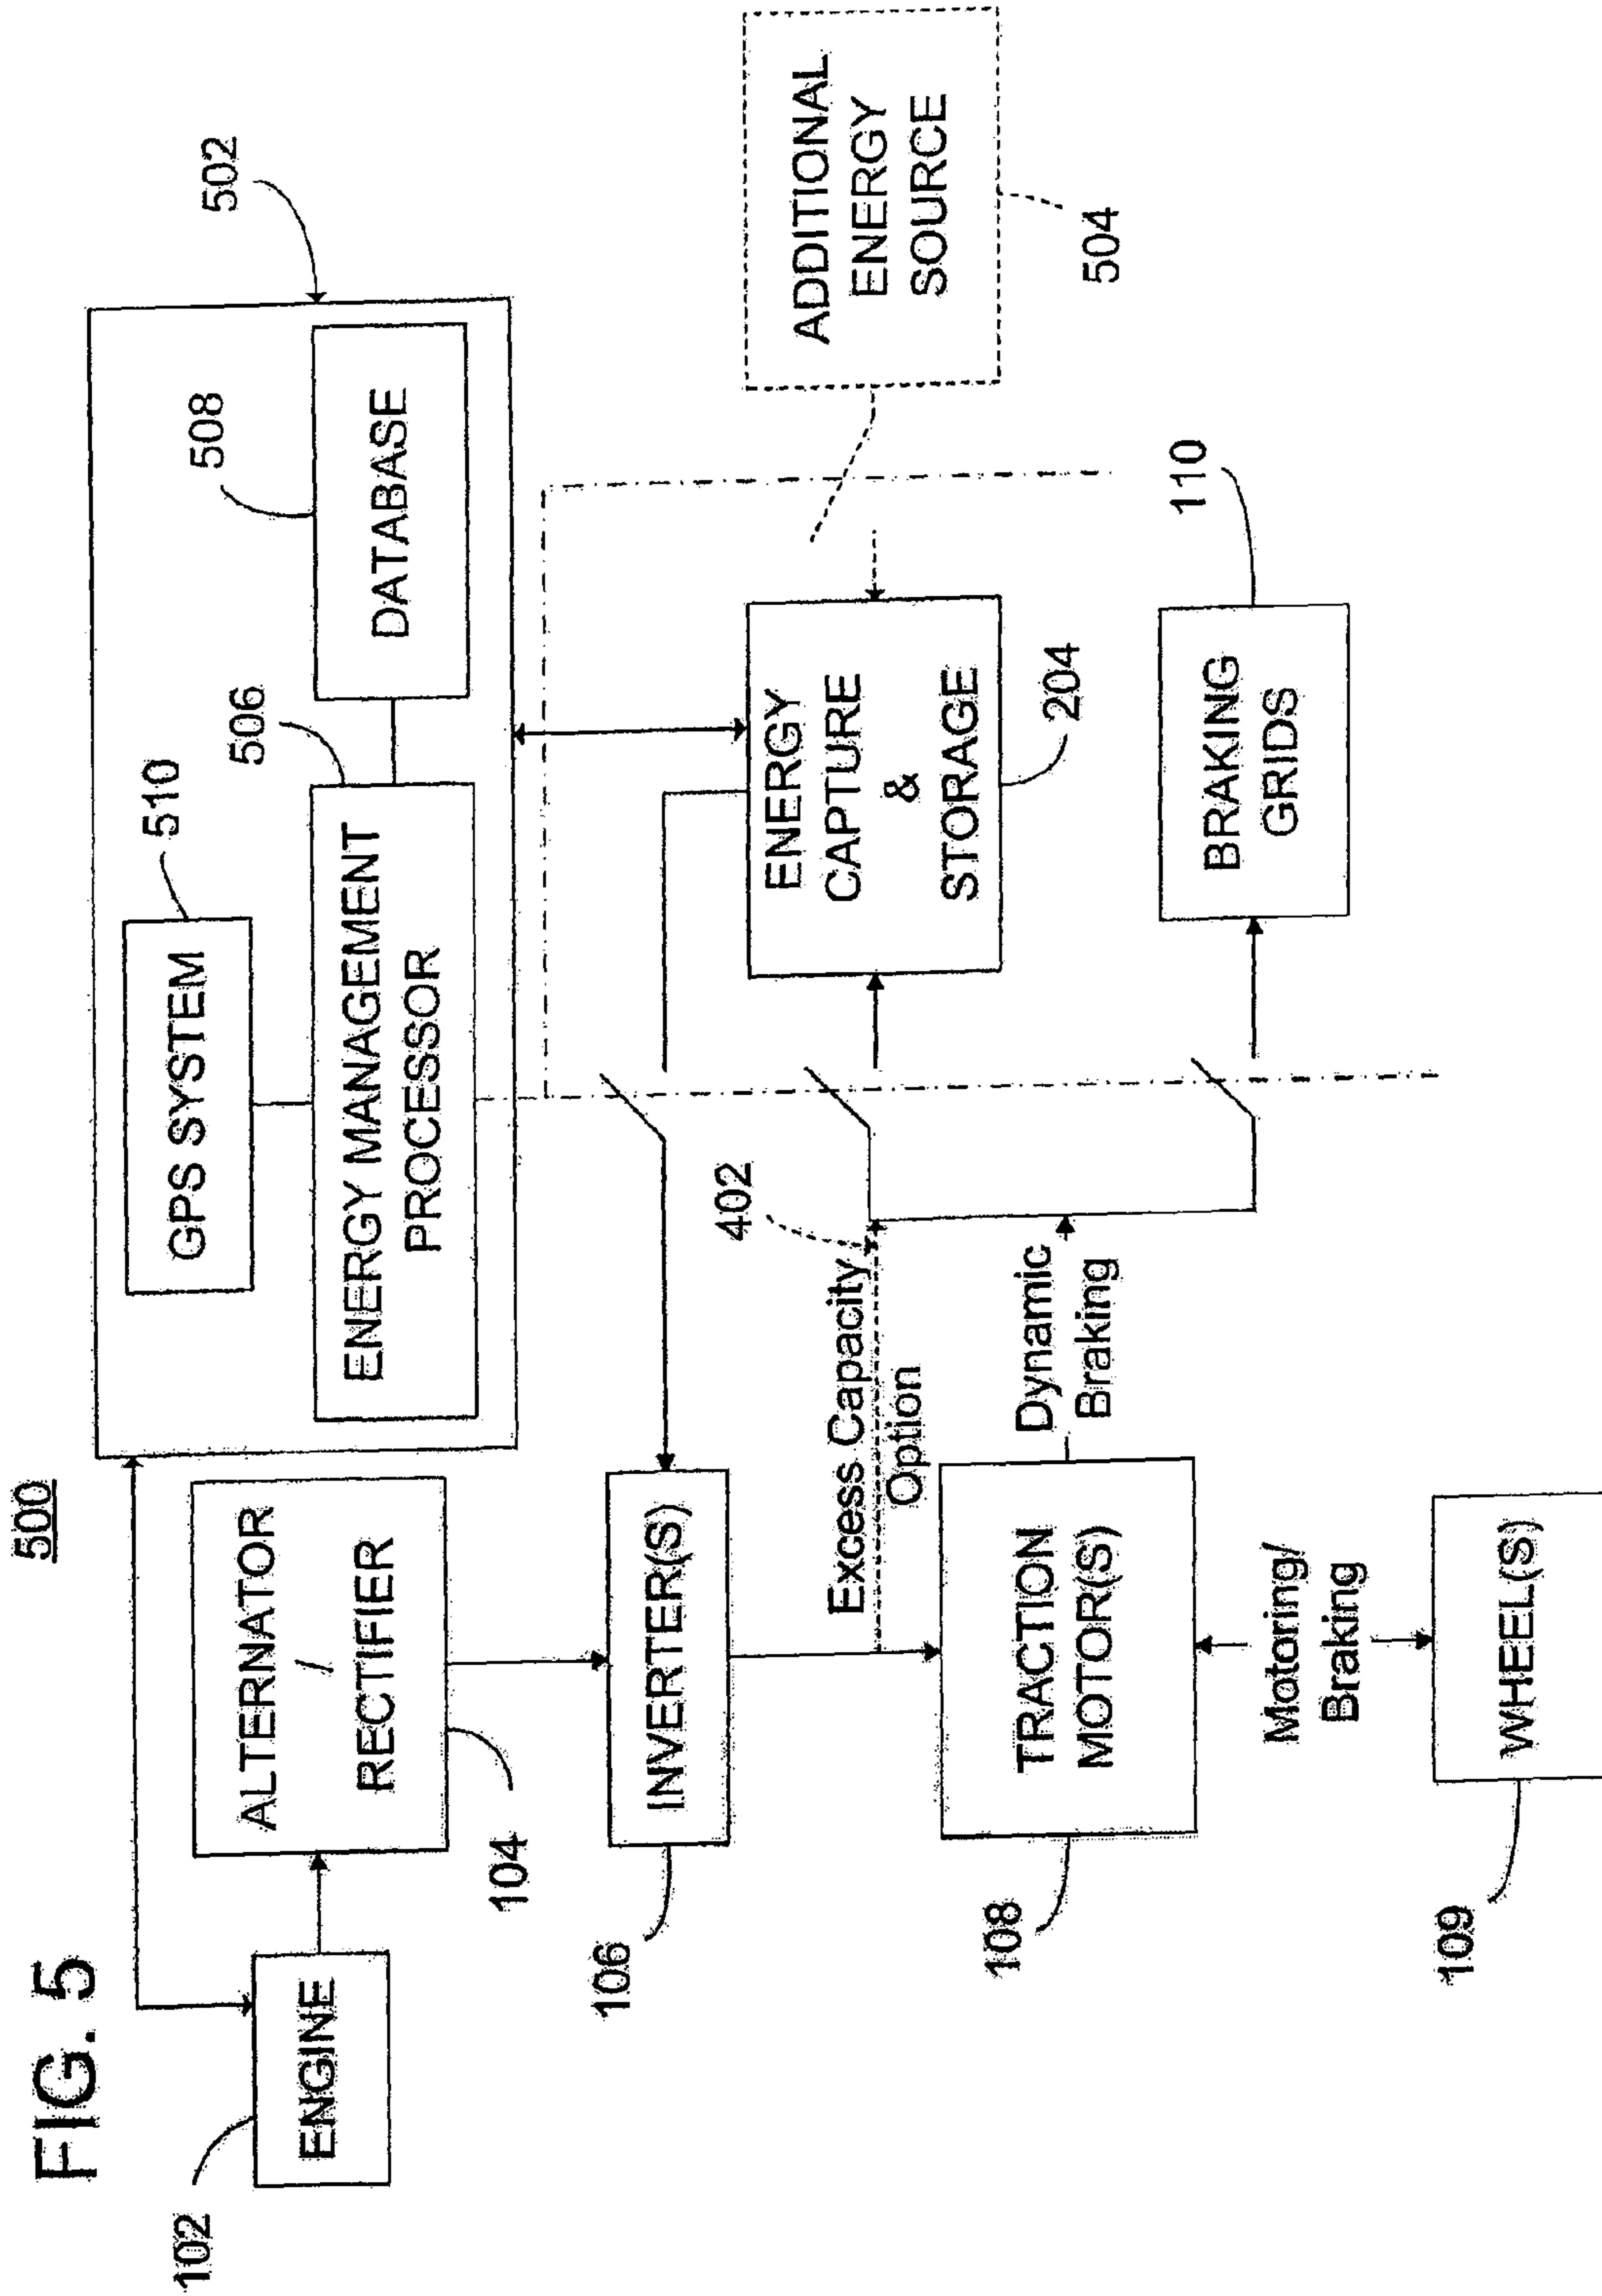 FIG. 5
500
102
ENGINE
ALTERNATOR
/
RECTIFIER
104
510
GPS SYSTEM
506
ENERGY MANAGEMENT
PROCESSOR
508
DATABASE
502
106
INVERTER(S)
402
Excess Capacity
Option
ENERGY
CAPTURE
&
STORAGE
204
ADDITIONAL
ENERGY
SOURCE
504
108
TRACTION
MOTOR(S)
Dynamic
Braking
BRAKING
GRIDS
110
Motoring/
Braking
109
WHEEL(S)